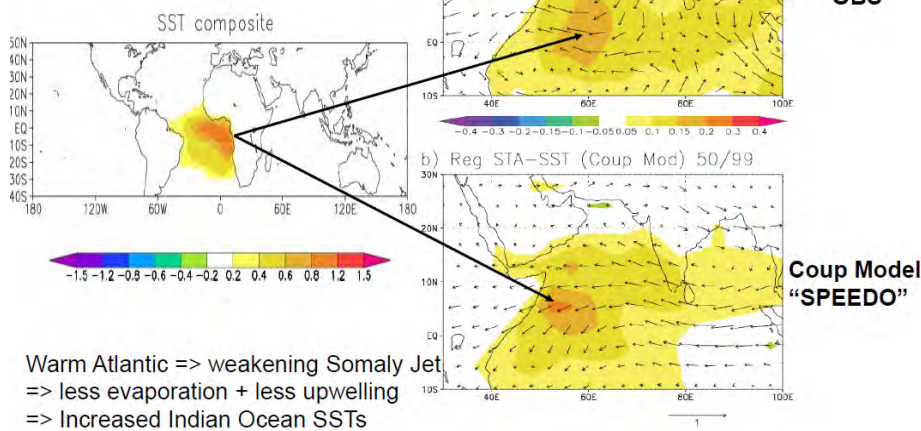 OBS
SST composite
50N
40N
30N
20N
10N
EQ
10S
20S
30S
40S
180 120W 60W 0 60E 120E 180
-1.5 -1.2 -0.8 -0.6 -0.4 -0.2 0.2 0.4 0.6 0.8 1.2 1.5
EQ
10S
40E 60E 80E 100E
-0.4 -0.3 -0.2 -0.15 -0.1 -0.05 0.05 0.1 0.15 0.2 0.3 0.4
b) Reg STA-SST (Coup Mod) 50/99
30N
20N
10N
EQ
10S
40E 60E 80E 100E
1
Coup Model
“SPEEDO”
Warm Atlantic => weakening Somaly Jet
=> less evaporation + less upwelling
=> Increased Indian Ocean SSTs